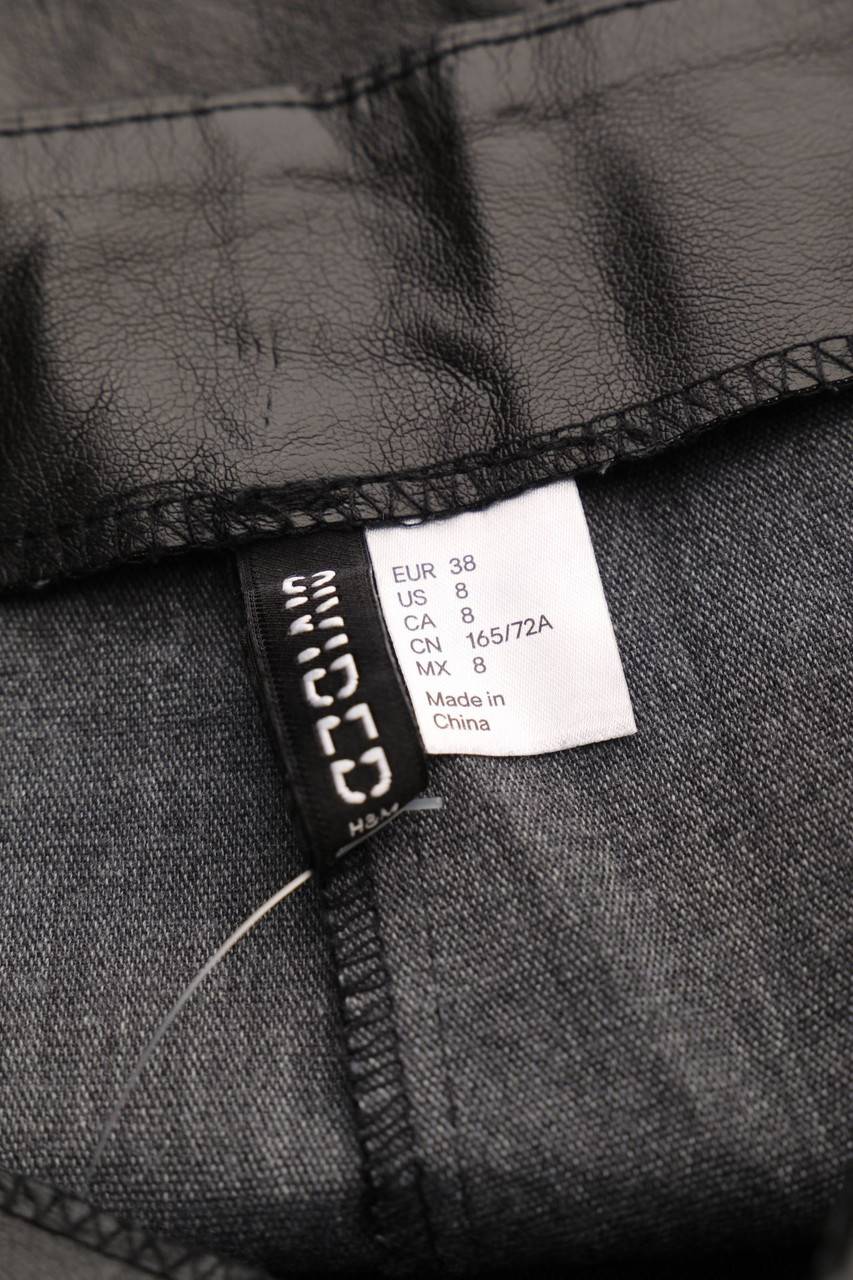 DIVIDED
H&M
EUR 38
US 8
CA 8
CN 165/72A
MX 8
Made in
China